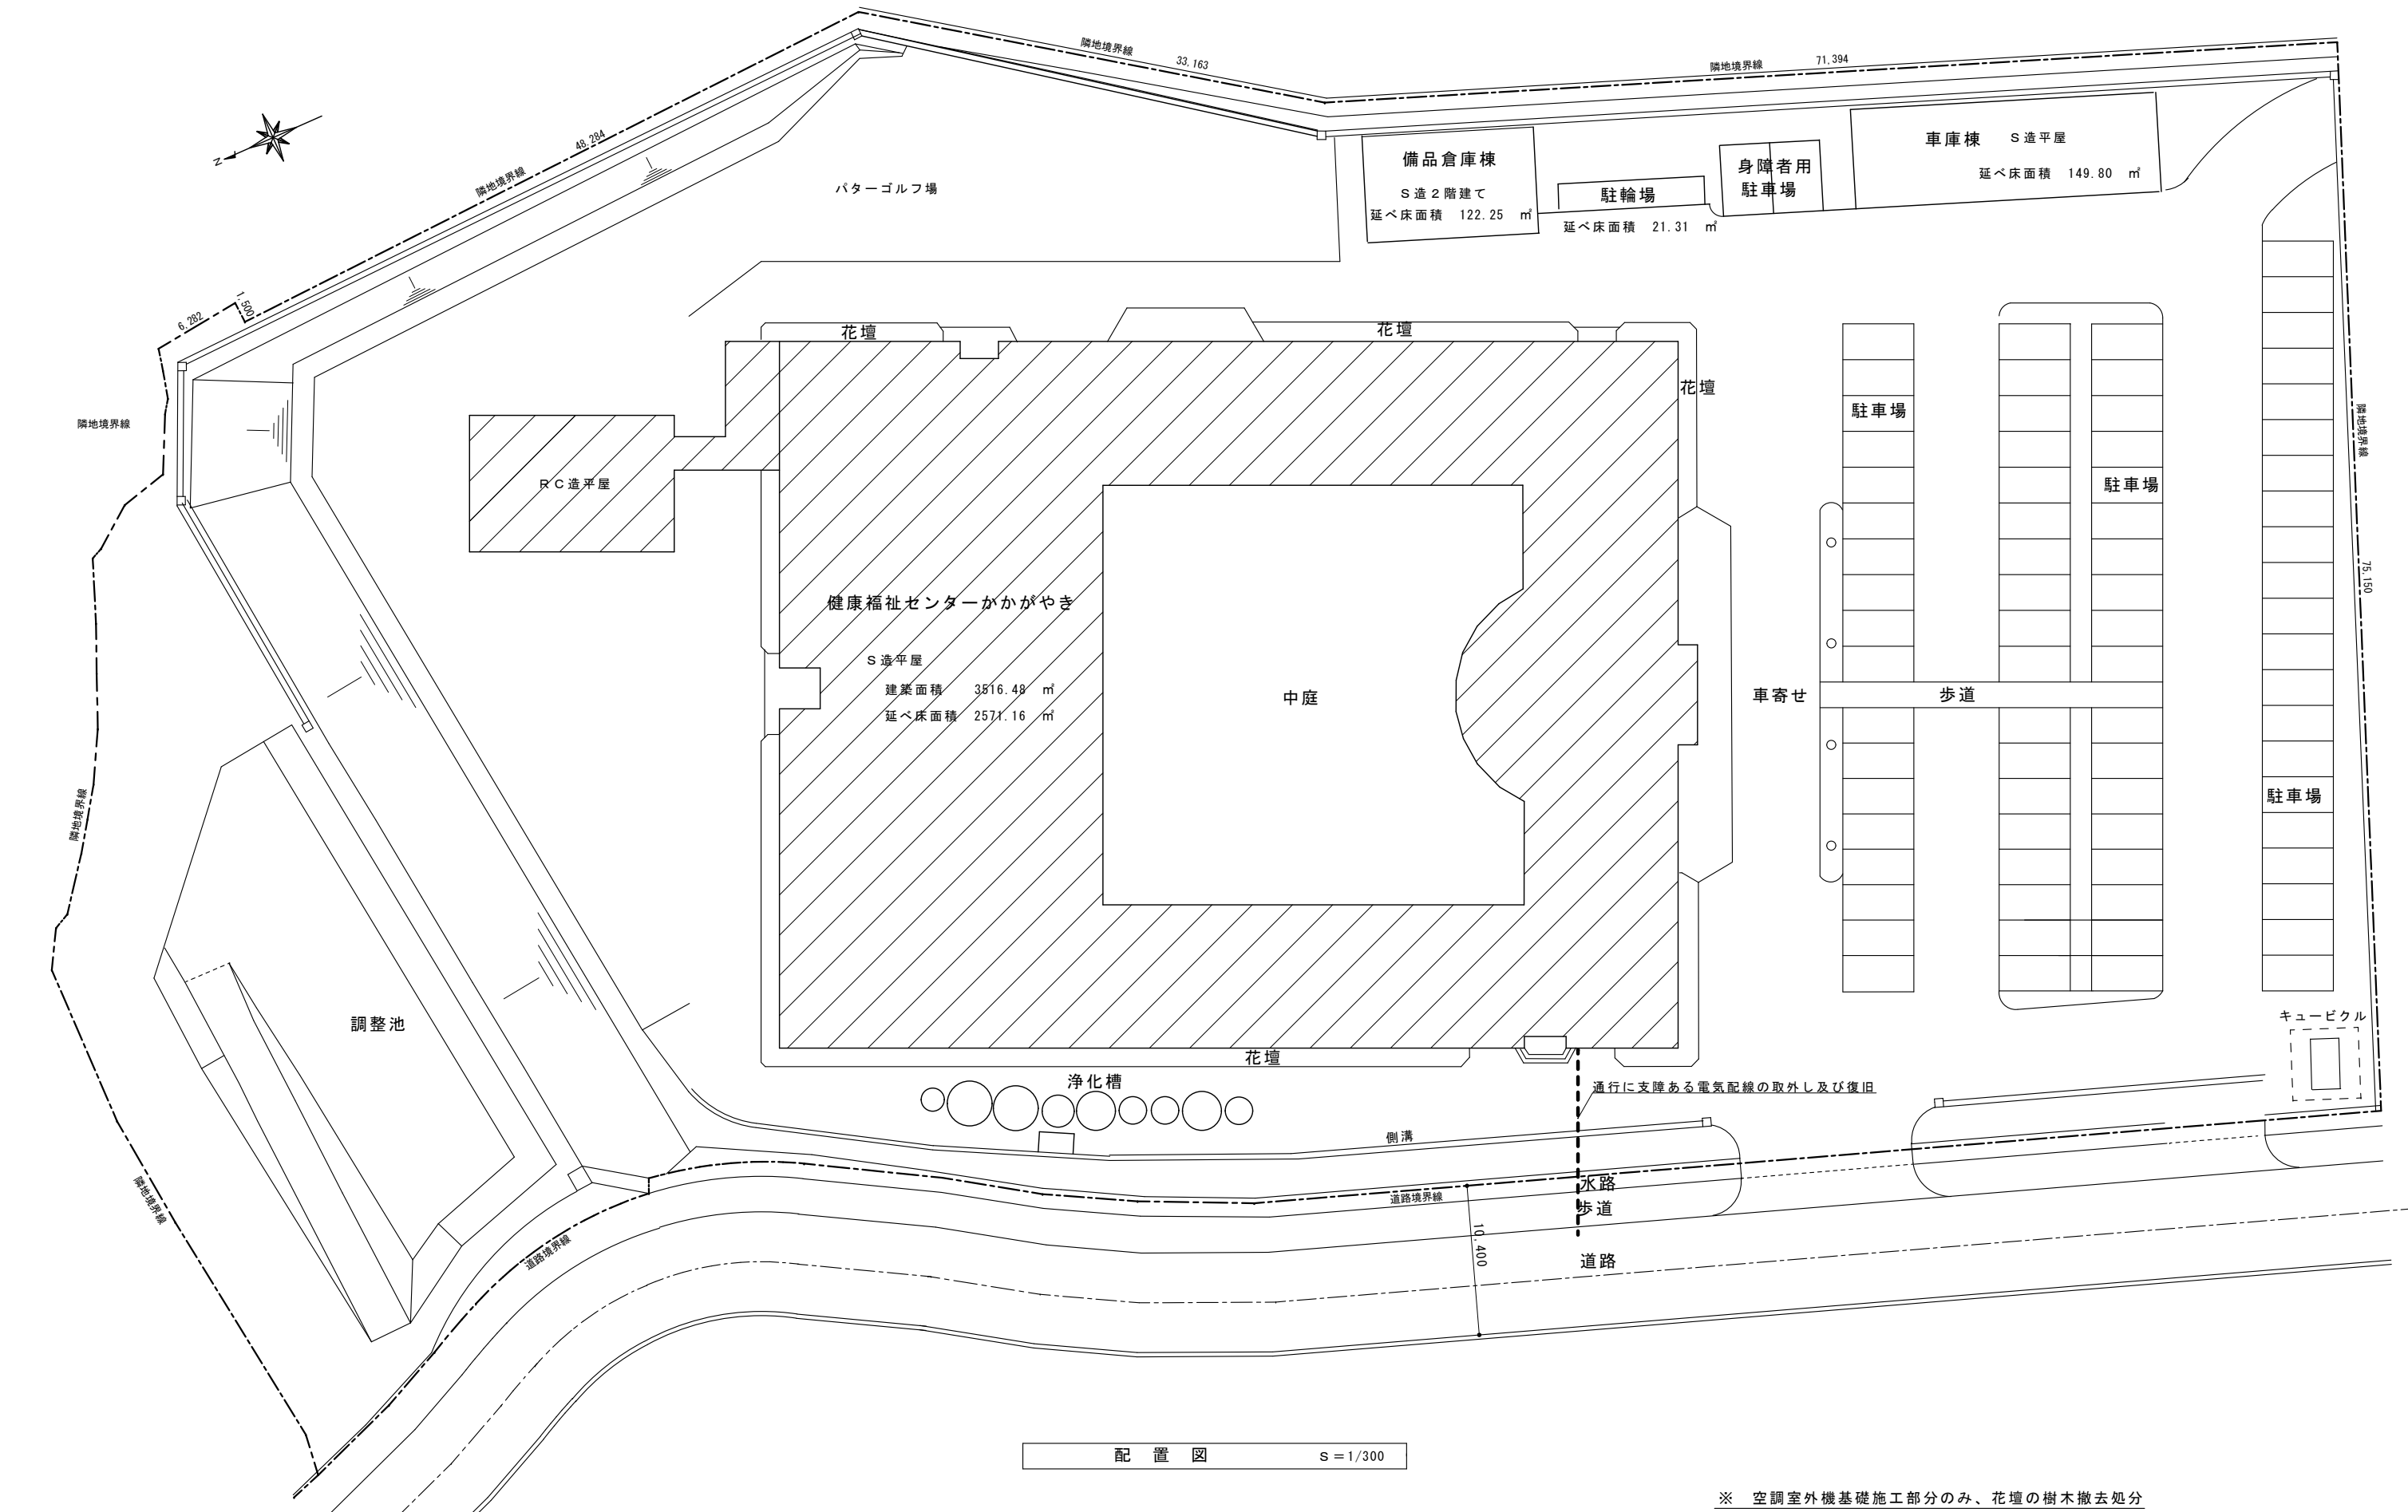 隣地境界線
33,163
隣地境界線
71,394
N
48.284
隣地境界線
パターゴルフ場
備品倉庫棟
S造2階建て
延べ床面積 122.25 ㎡
駐輪場
延べ床面積 21.31 ㎡
身障者用
駐車場
車庫棟 S造平屋
延べ床面積 149.80 ㎡
6.282
1.500
隣地境界線
花壇
花壇
花壇
駐車場
隣地境界線
駐車場
RC造平屋
75.150
健康福祉センターかかがやき
S造平屋
建築面積 3516.48 ㎡
延べ床面積 2571.16 ㎡
中庭
車寄せ
歩道
隣地境界線
駐車場
調整池
キュービクル
花壇
浄化槽
通行に支障ある電気配線の取外し及び復旧
側溝
隣地境界線
道路境界線
水路
歩道
10.400
道路境界線
道路
配 置 図 S=1/300
※ 空調室外機基礎施工部分のみ、花壇の樹木撤去処分